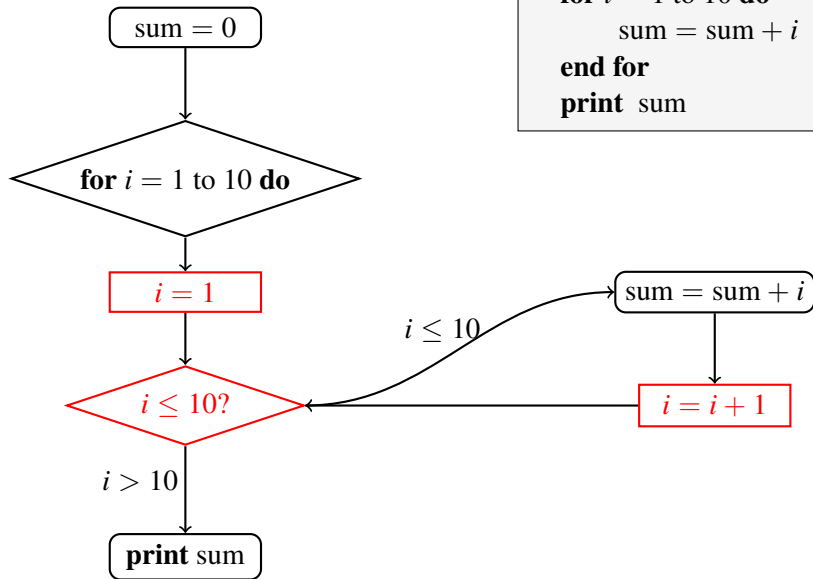 sum = 0
sum = sum + i
end for
print sum
for i = 1 to 10 do
i = 1
sum = sum + i
i ≤ 10
i ≤ 10?
i = i + 1
i > 10
print sum